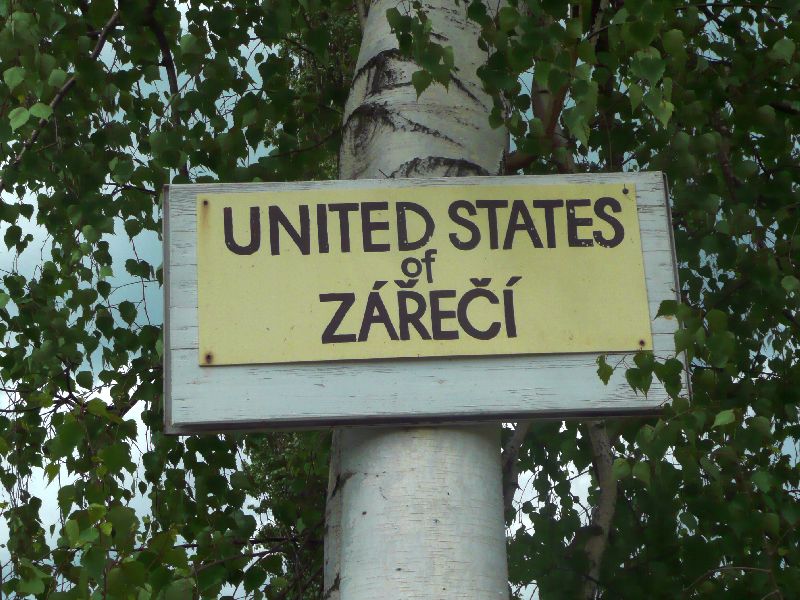 UNITED STATES
of
ZÁŘEČÍ